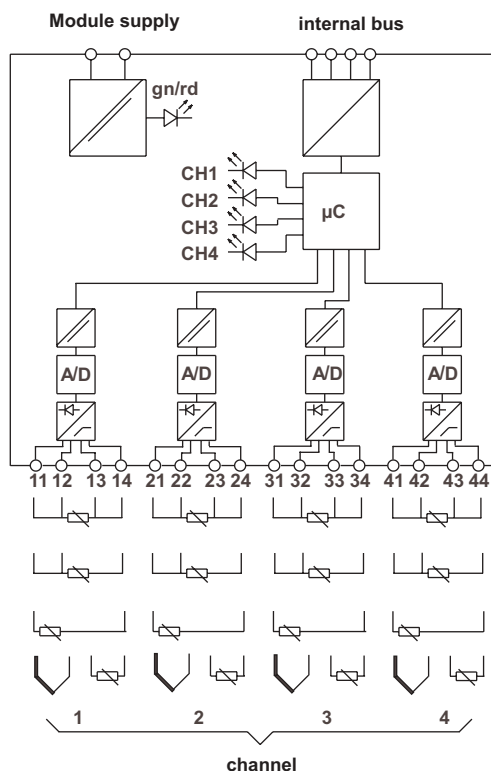 Module supply
internal bus
gn/rd
CH1
CH2
CH3
CH4
µC
A/D A/D A/D A/D
11 12 13 14 21 22 23 24 31 32 33 34 41 42 43 44
1 2 3 4
channel